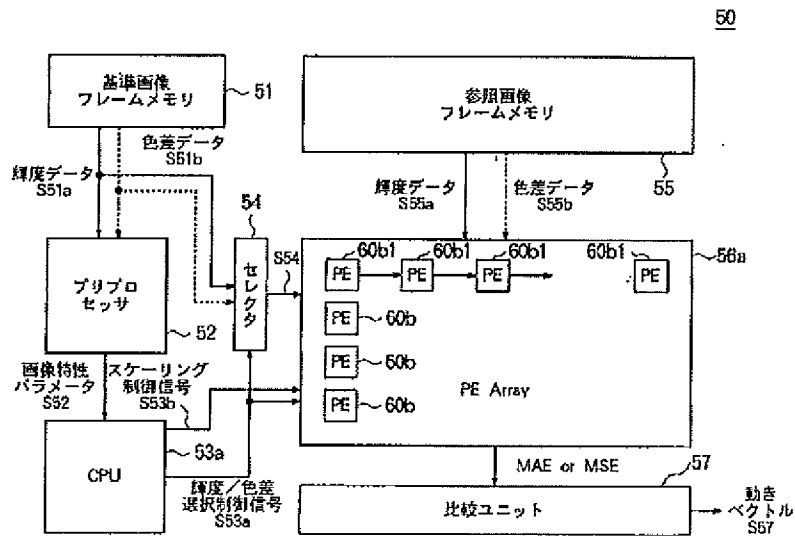 50
基準画像
フレームメモリ
51
参照画像
フレームメモリ
55
色差データ
S51b
輝度データ
S51a
輝度データ
S55a
色差データ
S55b
54
セレクタ
S54
プリプロ
セッサ
52
60b1
60b1
60b1
60b1
56a
PE
PE
PE
PE
PE
60b
PE
60b
PE
60b
PE Array
画像特性
パラメータ
S52
スケーリング
制御信号
S53b
CPU
53a
輝度/色差
選択制御信号
S53a
MAE or MSE
57
比較ユニット
動き
ベクトル
S57